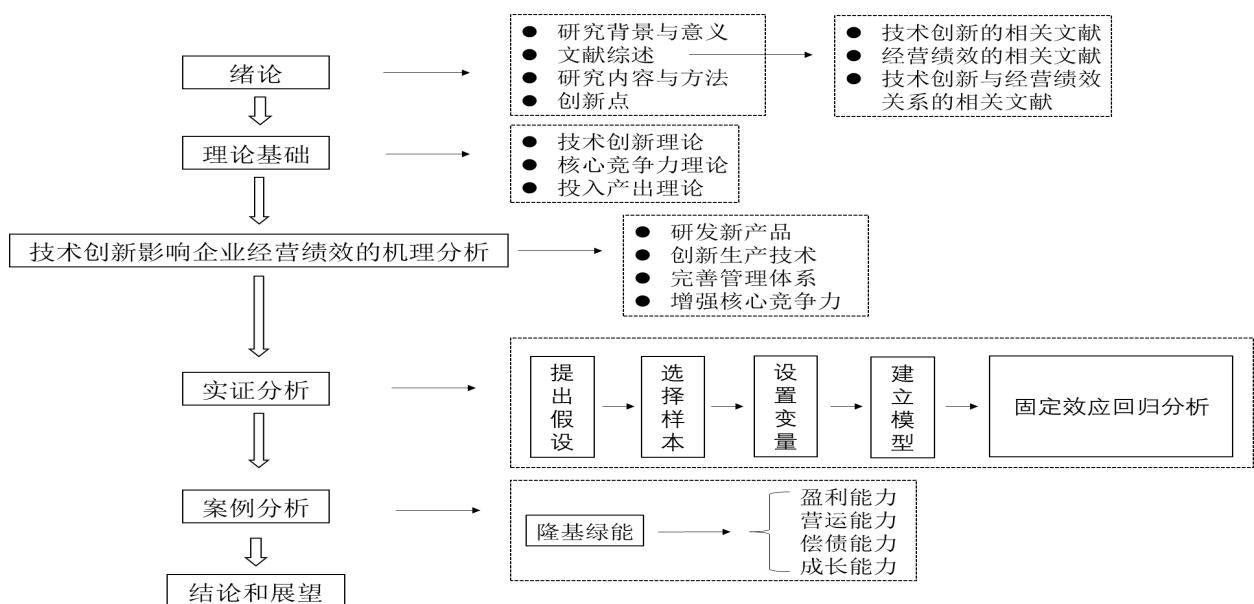 绪论
研究背景与意义
文献综述
研究内容与方法
创新点
技术创新的相关文献
经营绩效的相关文献
技术创新与经营绩效
关系的相关文献
理论基础
技术创新理论
核心竞争力理论
投入产出理论
技术创新影响企业经营绩效的机理分析
研发新产品
创新生产技术
完善管理体系
增强核心竞争力
实证分析
提出假设
选择样本
设置变量
建立模型
固定效应回归分析
案例分析
隆基绿能
盈利能力
营运能力
偿债能力
成长能力
结论和展望